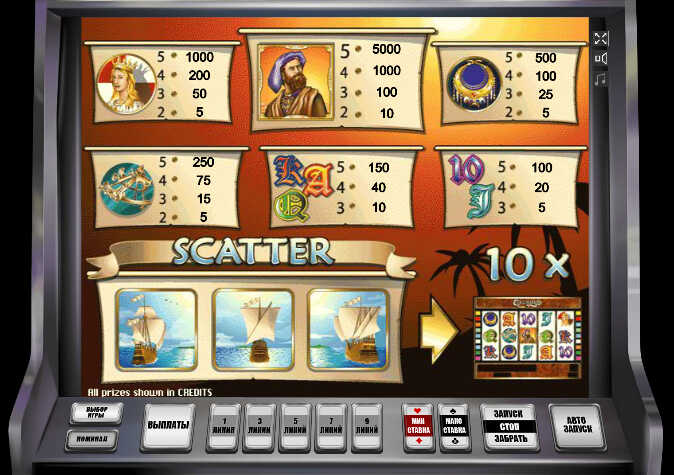 5 • 1000
4 • 200
3 • 50
2 • 5
5 • 5000
4 • 1000
3 • 100
2 • 10
5 • 500
4 • 100
3 • 25
2 • 5
5 • 250
4 • 75
3 • 15
2 • 5
K A Q
5 • 150
4 • 40
3 • 10
10 J
5 • 100
4 • 20
3 • 5
SCATTER
10 x
All prizes shown in CREDITS
ВЫБОР
ИГРЫ
НОМИНАЛ
ВЫПЛАТЫ
1
ЛИНИЯ
3
ЛИНИИ
5
ЛИНИЙ
7
ЛИНИЙ
9
ЛИНИЙ
МИН
СТАВКА
МАКС
СТАВКА
ЗАПУСК
СТОП
ЗАБРАТЬ
АВТО
ЗАПУСК